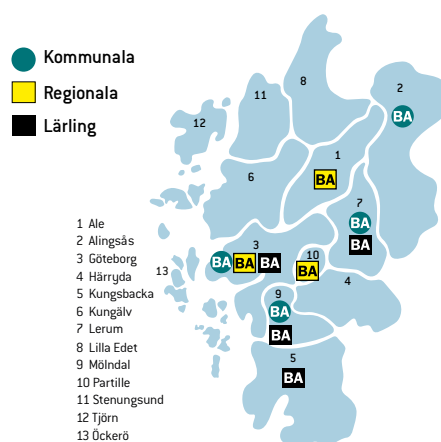 Kommunala
Regionala
Lärling
8
2
11
12
BA
1
6
BA
7
BA
3
10
BA
BA BA BA
BA
13
4
9
BA
BA
5
BA
1 Ale
2 Alingsås
3 Göteborg
4 Härryda
5 Kungsbacka
6 Kungälv
7 Lerum
8 Lilla Edet
9 Mölndal
10 Partille
11 Stenungsund
12 Tjörn
13 Öckerö